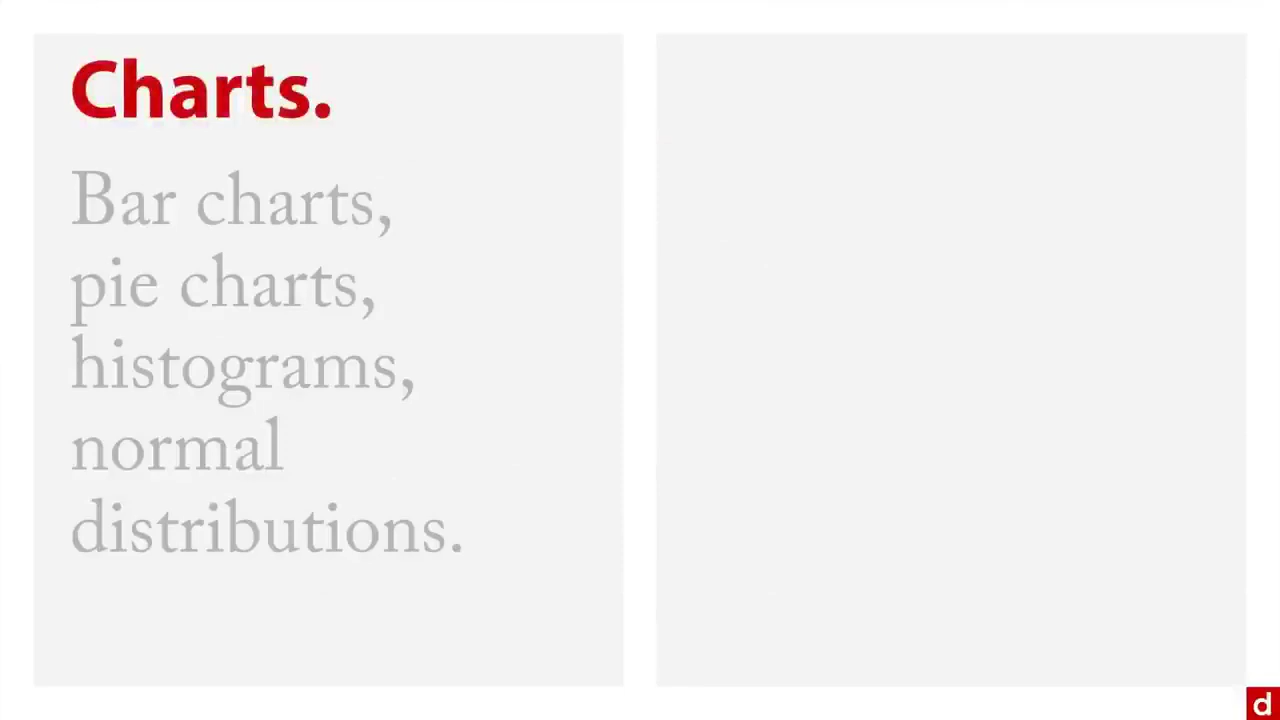 Charts.
Bar charts,
pie charts,
histograms,
normal
distributions.
d